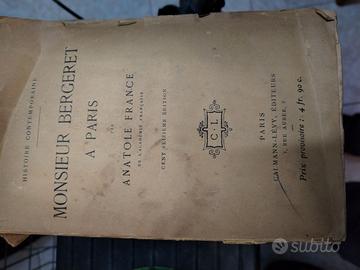 HISTOIRE CONTEMPORAINE
MONSIEUR BERGERET
A PARIS
PAR
ANATOLE FRANCE
DE L'ACADÉMIE FRANÇAISE
CENT SEIZIÈME ÉDITION
C. L
PARIS
CALMANN-LÉVY, ÉDITEURS
3, RUE AUBER, 3
Prix provisoire : 4 fr. 90 c.
subito